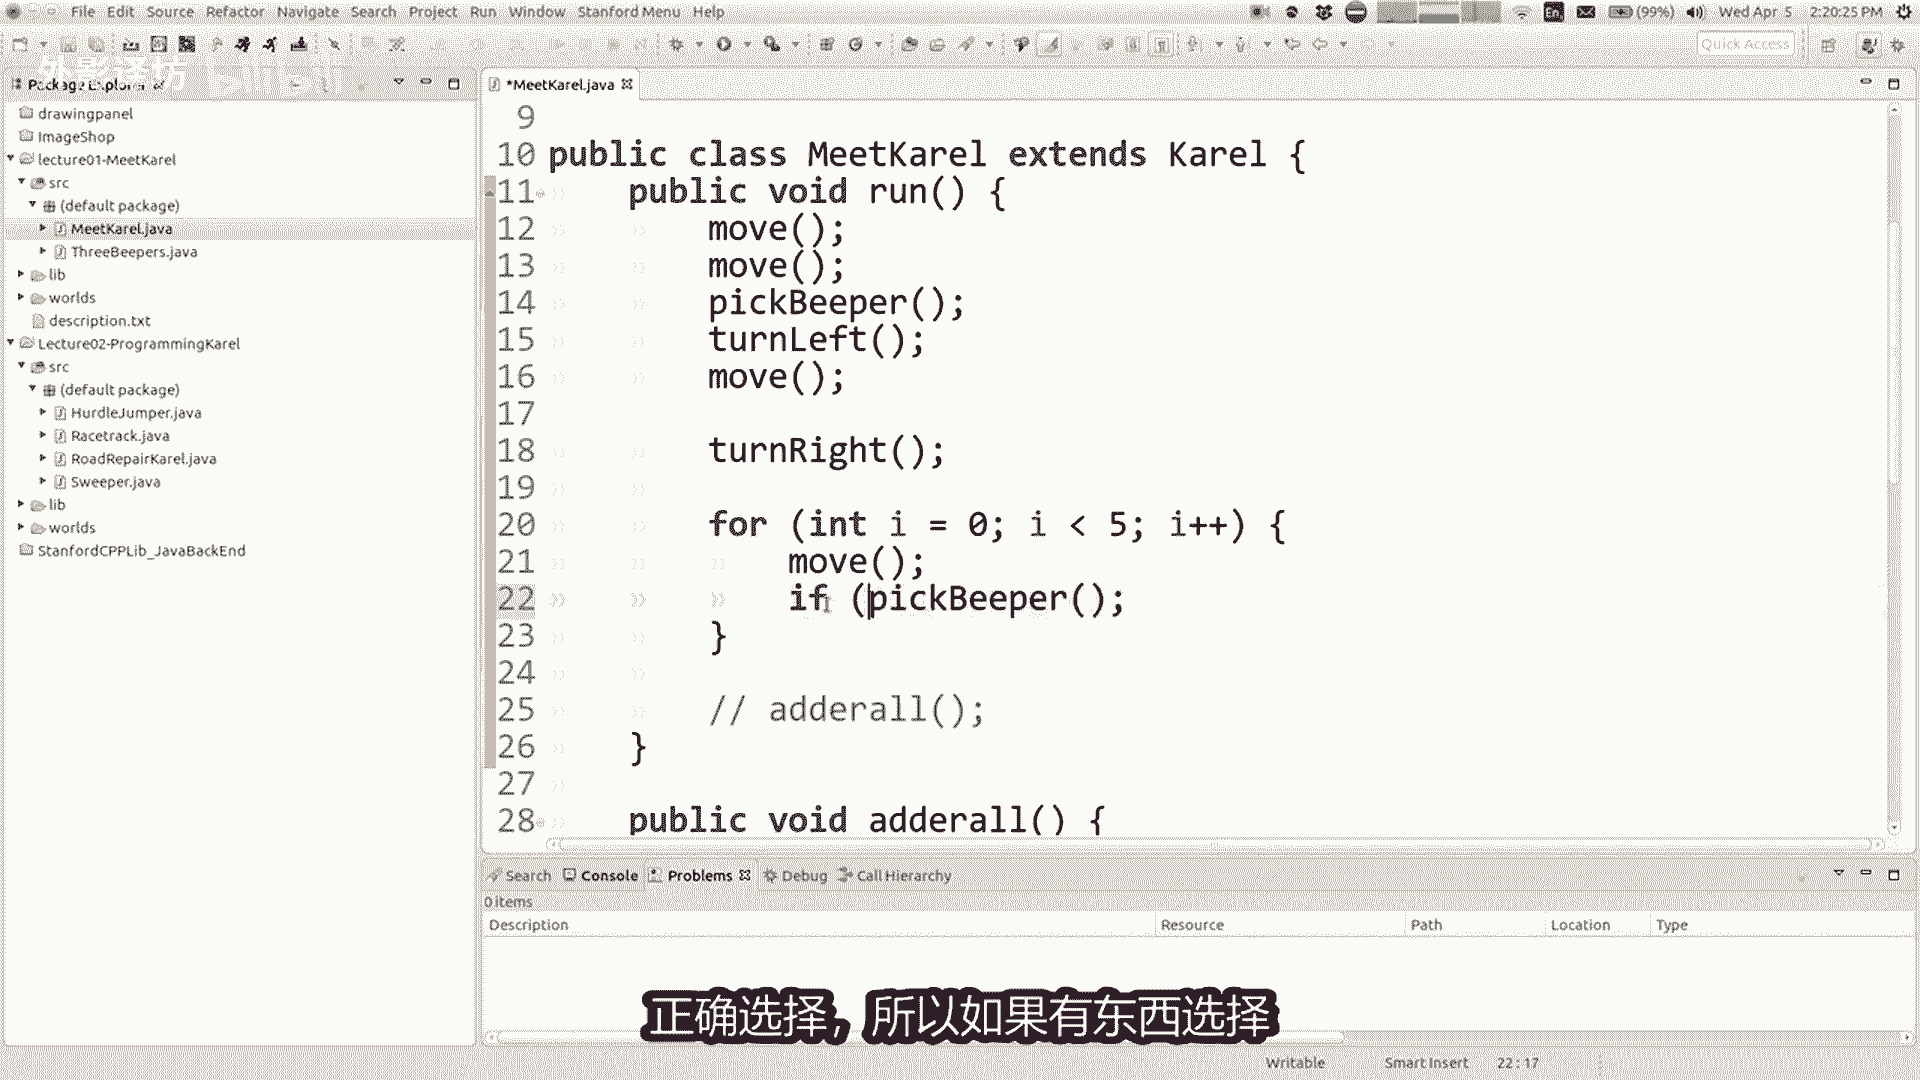 File Edit Source Refactor Navigate Search Project Run Window Stanford Menu Help
En
(99%)
Wed Apr 5 2:20:25 PM
Quick Access
Package Explorer
drawingpanel
ImageShop
lecture01-MeetKarel
src
(default package)
MeetKarel.java
ThreeBeepers.java
lib
worlds
description.txt
Lecture02-ProgrammingKarel
src
(default package)
HurdleJumper.java
Racetrack.java
RoadRepairKarel.java
Sweeper.java
lib
worlds
StanfordCPPLib_JavaBackEnd
*MeetKarel.java
9
10 public class MeetKarel extends Karel {
11 public void run() {
12 move();
13 move();
14 pickBeeper();
15 turnLeft();
16 move();
17
18 turnRight();
19
20 for (int i = 0; i < 5; i++) {
21 move();
22 if (pickBeeper();
23 }
24
25 // adderall();
26 }
27
28 public void adderall() {
Search Console Problems Debug Call Hierarchy
0 items
Description Resource Path Location Type
正确选择，所以如果有东西选择
Writable Smart Insert 22 : 17